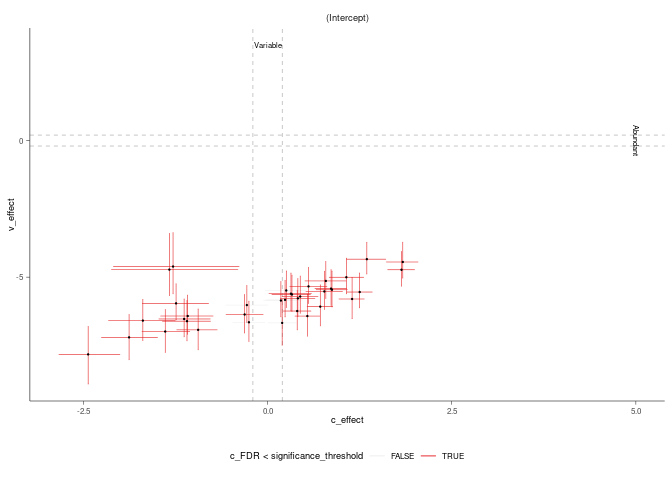 (Intercept)
Variable
Abundant
0
-5
v_effect
-2.5
0.0
2.5
5.0
c_effect
c_FDR < significance_threshold
FALSE
TRUE